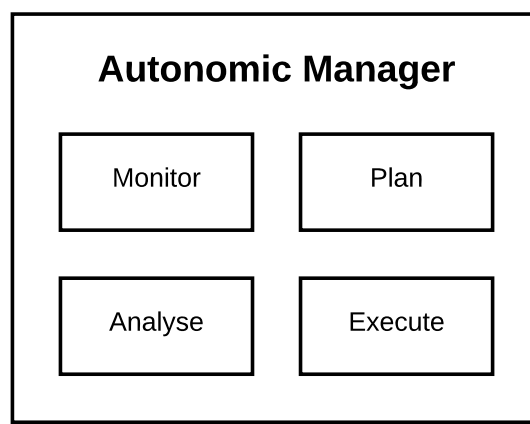 Autonomic Manager
Monitor
Plan
Analyse
Execute